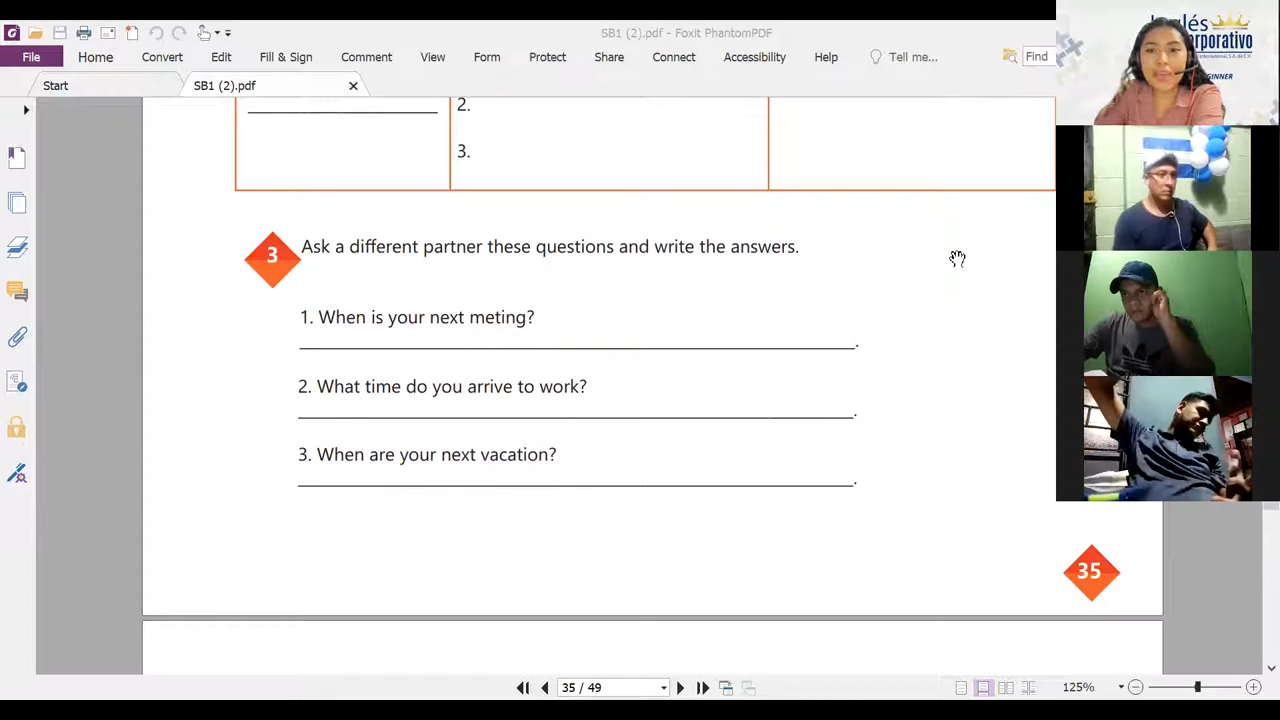 SB1 (2).pdf - Foxit PhantomPDF
File
Home
Convert
Edit
Fill & Sign
Comment
View
Form
Protect
Share
Connect
Accessibility
Help
Tell me...
Find
Start
SB1 (2).pdf
2.
3.
3 Ask a different partner these questions and write the answers.
1. When is your next meting?
2. What time do you arrive to work?
3. When are your next vacation?
35
35 / 49
125%